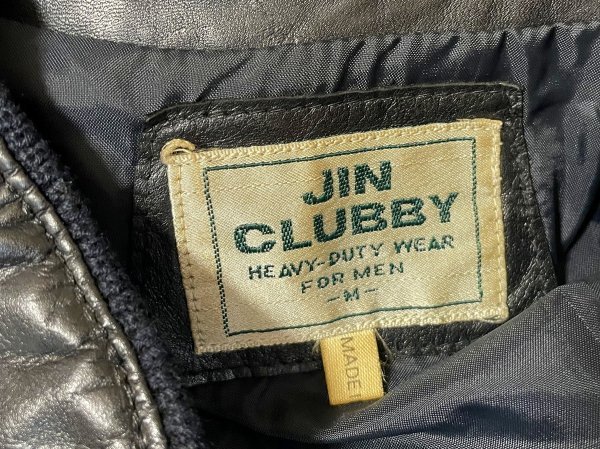 JIN
CLUBBY
HEAVY-DUTY WEAR
FOR MEN
-M-
MADE